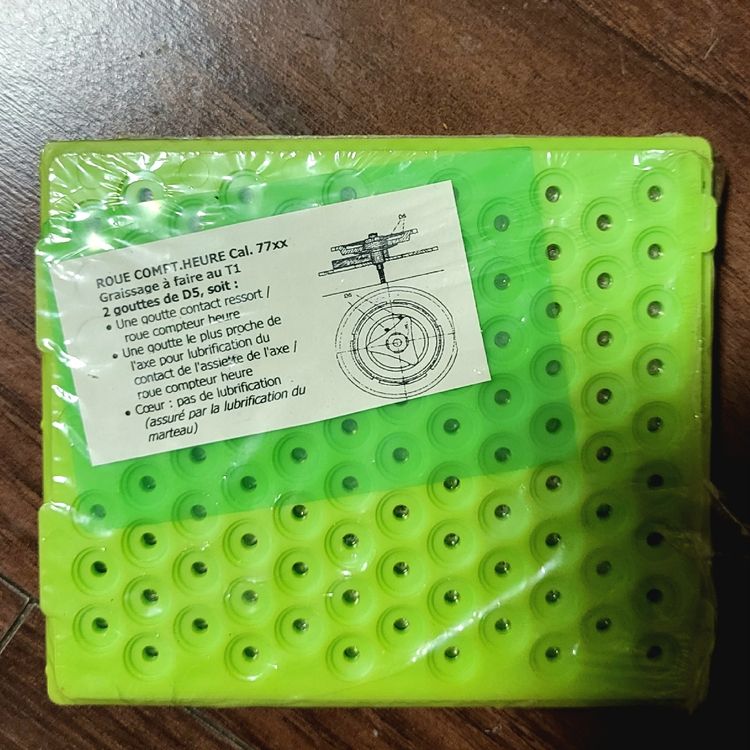 ROUE COMPT.HEURE Cal. 77xx
Graissage à faire au T1
2 gouttes de D5, soit :
• Une goutte contact ressort /
roue compteur heure
• Une goutte le plus proche de
l'axe pour lubrification du
contact de l'assiette de l'axe /
roue compteur heure
• Cœur : pas de lubrification
(assuré par la lubrification du
marteau)
D5
D5